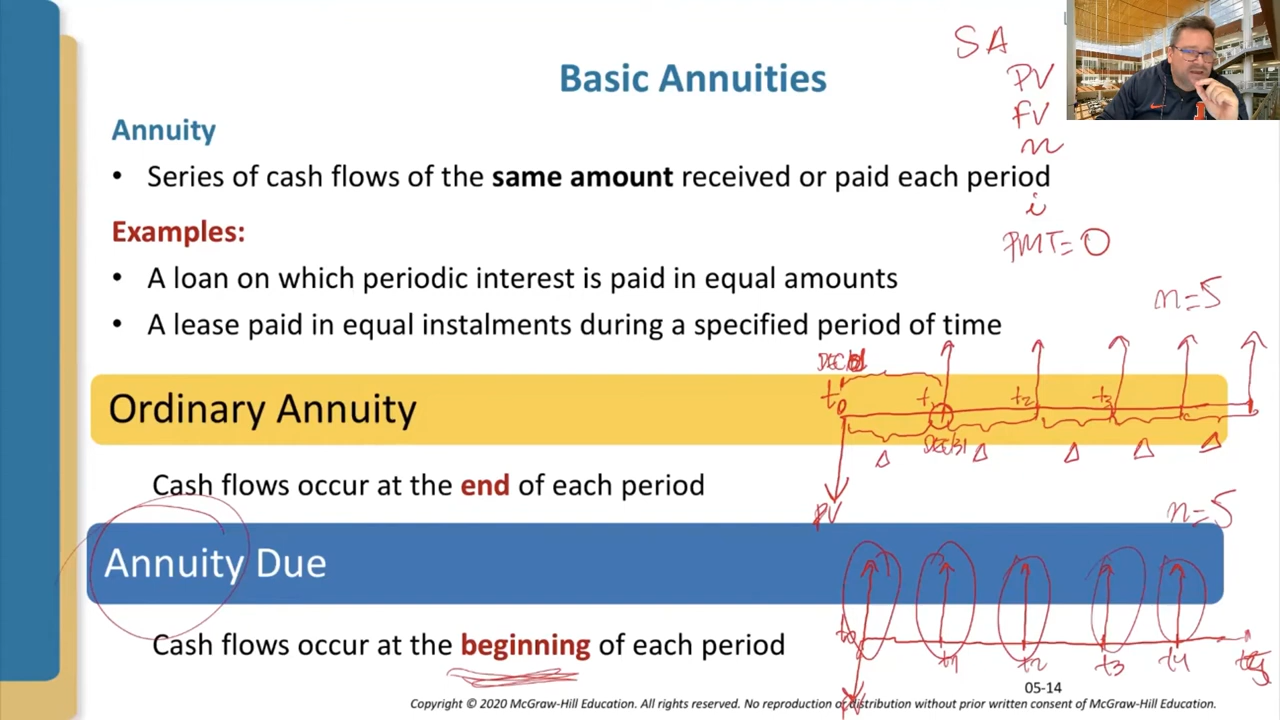 SA
Basic Annuities
PV
FV
Annuity
n
• Series of cash flows of the same amount received or paid each period
i
Examples:
PMT=0
• A loan on which periodic interest is paid in equal amounts
n=5
• A lease paid in equal instalments during a specified period of time
t0 t1 t2 t3
Ordinary Annuity
DEC/31
Δ Δ Δ Δ Δ
Cash flows occur at the end of each period
PV
n=5
Annuity Due
Cash flows occur at the beginning of each period
t0 t1 t2 t3 t4
05-14
Copyright © 2020 McGraw-Hill Education. All rights reserved. No reproduction or distribution without prior written consent of McGraw-Hill Education.